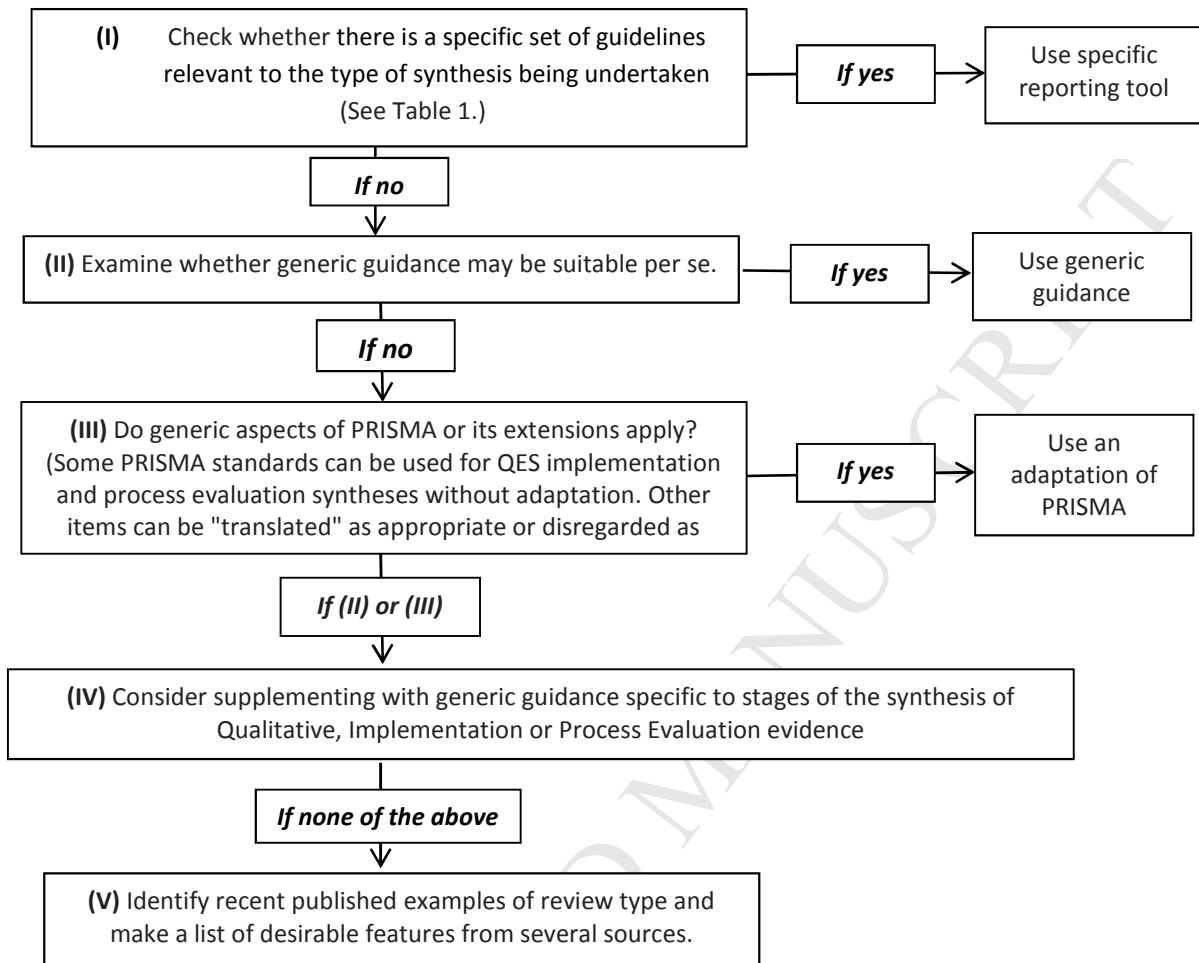 (I) Check whether there is a specific set of guidelines
relevant to the type of synthesis being undertaken
(See Table 1.)
If yes
Use specific
reporting tool
If no
(II) Examine whether generic guidance may be suitable per se.
If yes
Use generic
guidance
If no
(III) Do generic aspects of PRISMA or its extensions apply?
(Some PRISMA standards can be used for QES implementation
and process evaluation syntheses without adaptation. Other
items can be "translated" as appropriate or disregarded as
If yes
Use an
adaptation of
PRISMA
If (II) or (III)
(IV) Consider supplementing with generic guidance specific to stages of the synthesis of
Qualitative, Implementation or Process Evaluation evidence
If none of the above
(V) Identify recent published examples of review type and
make a list of desirable features from several sources.
D MANUSCRIPT